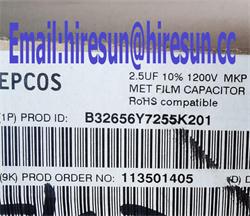 Email:hiresun@hiresun.cc
EPCOS
2.5UF 10% 1200V MKP
MET FILM CAPACITOR
RoHS compatible
(1P) PROD ID: B32656Y7255K201
(9K) PROD ORDER NO: 113501405 (D)